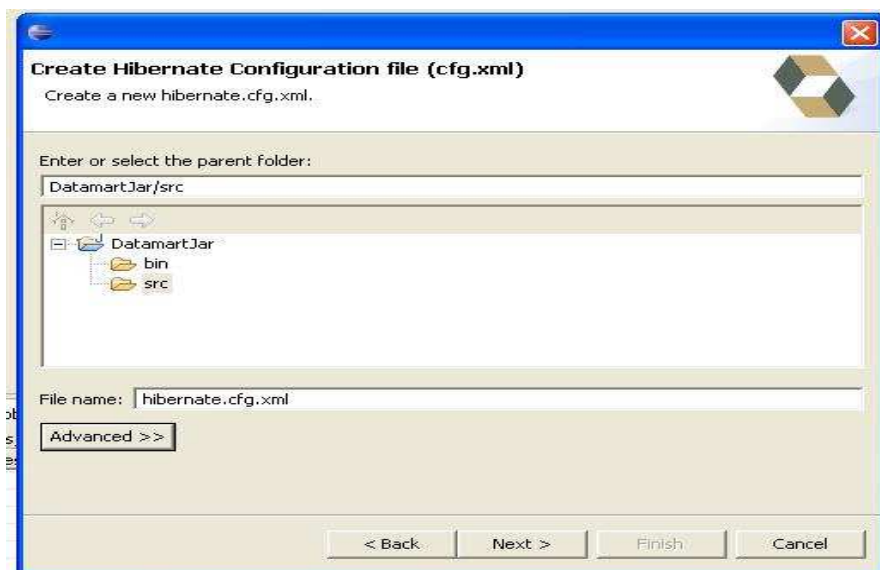 Create Hibernate Configuration file (cfg.xml)
Create a new hibernate.cfg.xml.
Enter or select the parent folder:
DatamartJar/src
DatamartJar
bin
src
File name: hibernate.cfg.xml
Advanced >>
< Back Next > Finish Cancel